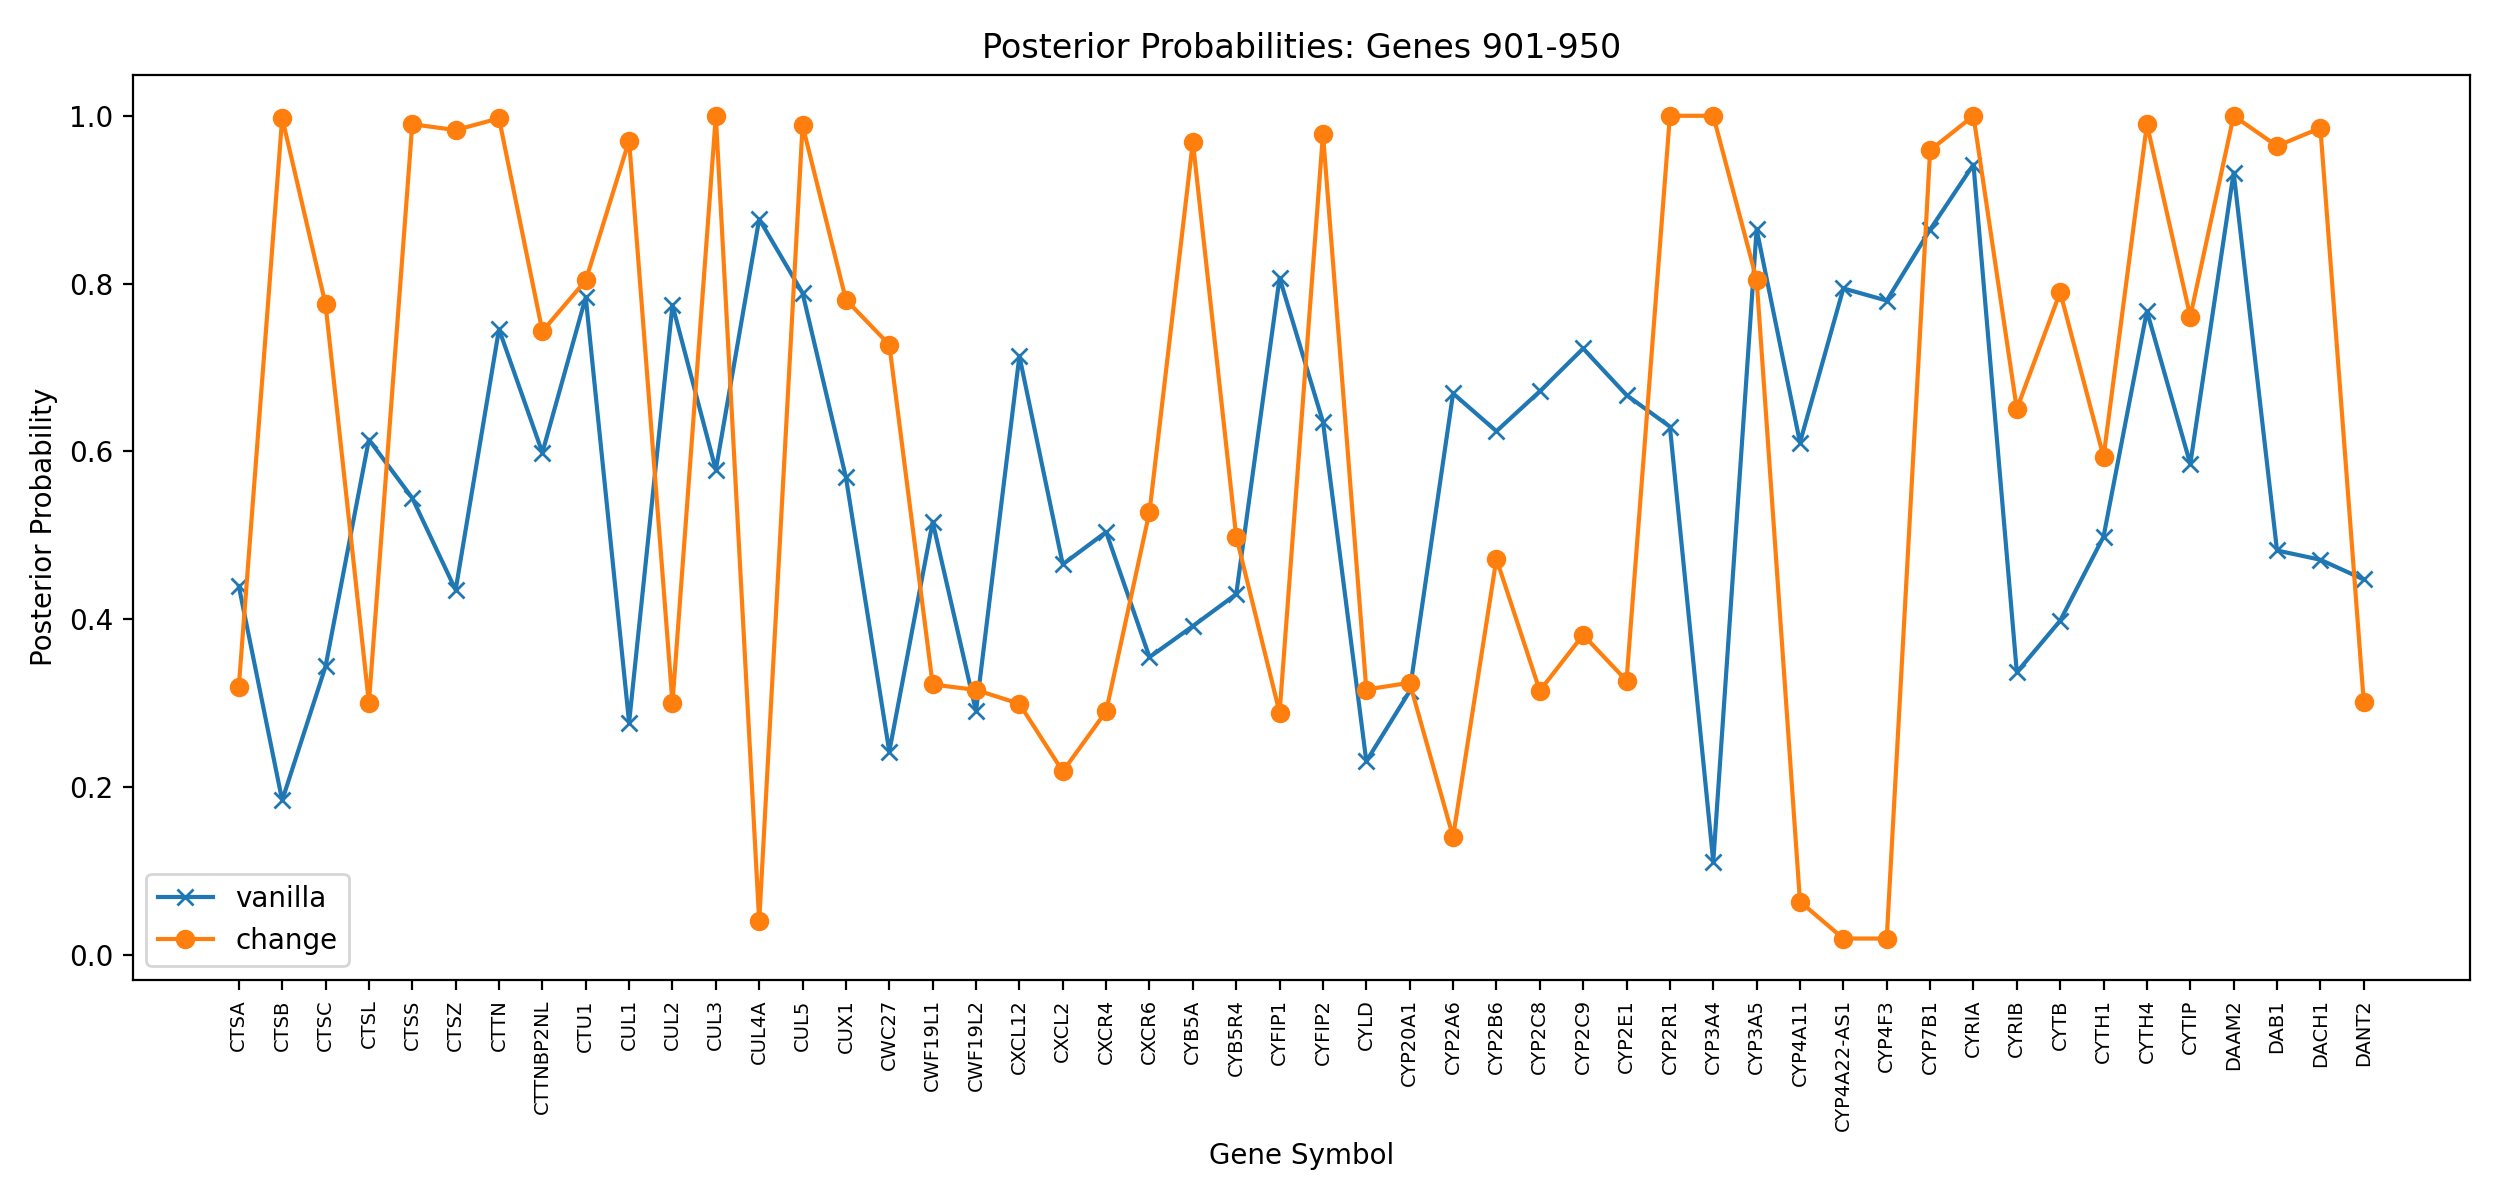 Posterior Probabilities: Genes 901-950
Posterior Probability
1.0
0.8
0.6
0.4
0.2
0.0
vanilla
change
CTSA
CTSB
CTSC
CTSL
CTSS
CTSZ
CTTN
CTTNBP2NL
CTU1
CUL1
CUL2
CUL3
CUL4A
CUL5
CUX1
CWC27
CWF19L1
CWF19L2
CXCL12
CXCL2
CXCR4
CXCR6
CYB5A
CYB5R4
CYFIP1
CYFIP2
CYLD
CYP20A1
CYP2A6
CYP2B6
CYP2C8
CYP2C9
CYP2E1
CYP2R1
CYP3A4
CYP3A5
CYP4A11
CYP4A22-AS1
CYP4F3
CYP7B1
CYRIA
CYRIB
CYTB
CYTH1
CYTH4
CYTIP
DAAM2
DAB1
DACH1
DANT2
Gene Symbol